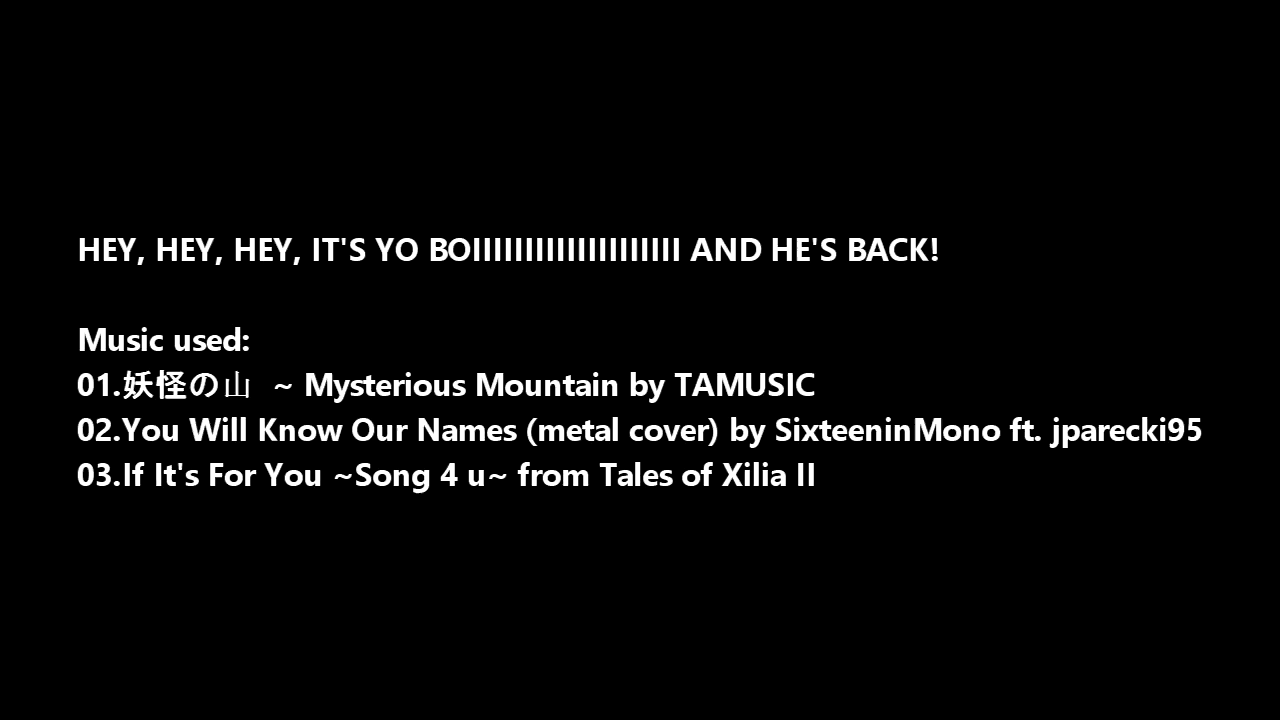 HEY, HEY, HEY, IT'S YO BOIIIIIIIIIIIIIIIIIIII AND HE'S BACK!
Music used:
01.妖怪の山 ~ Mysterious Mountain by TAMUSIC
02.You Will Know Our Names (metal cover) by SixteeninMono ft. jparecki95
03.If It's For You ~Song 4 u~ from Tales of Xilia II